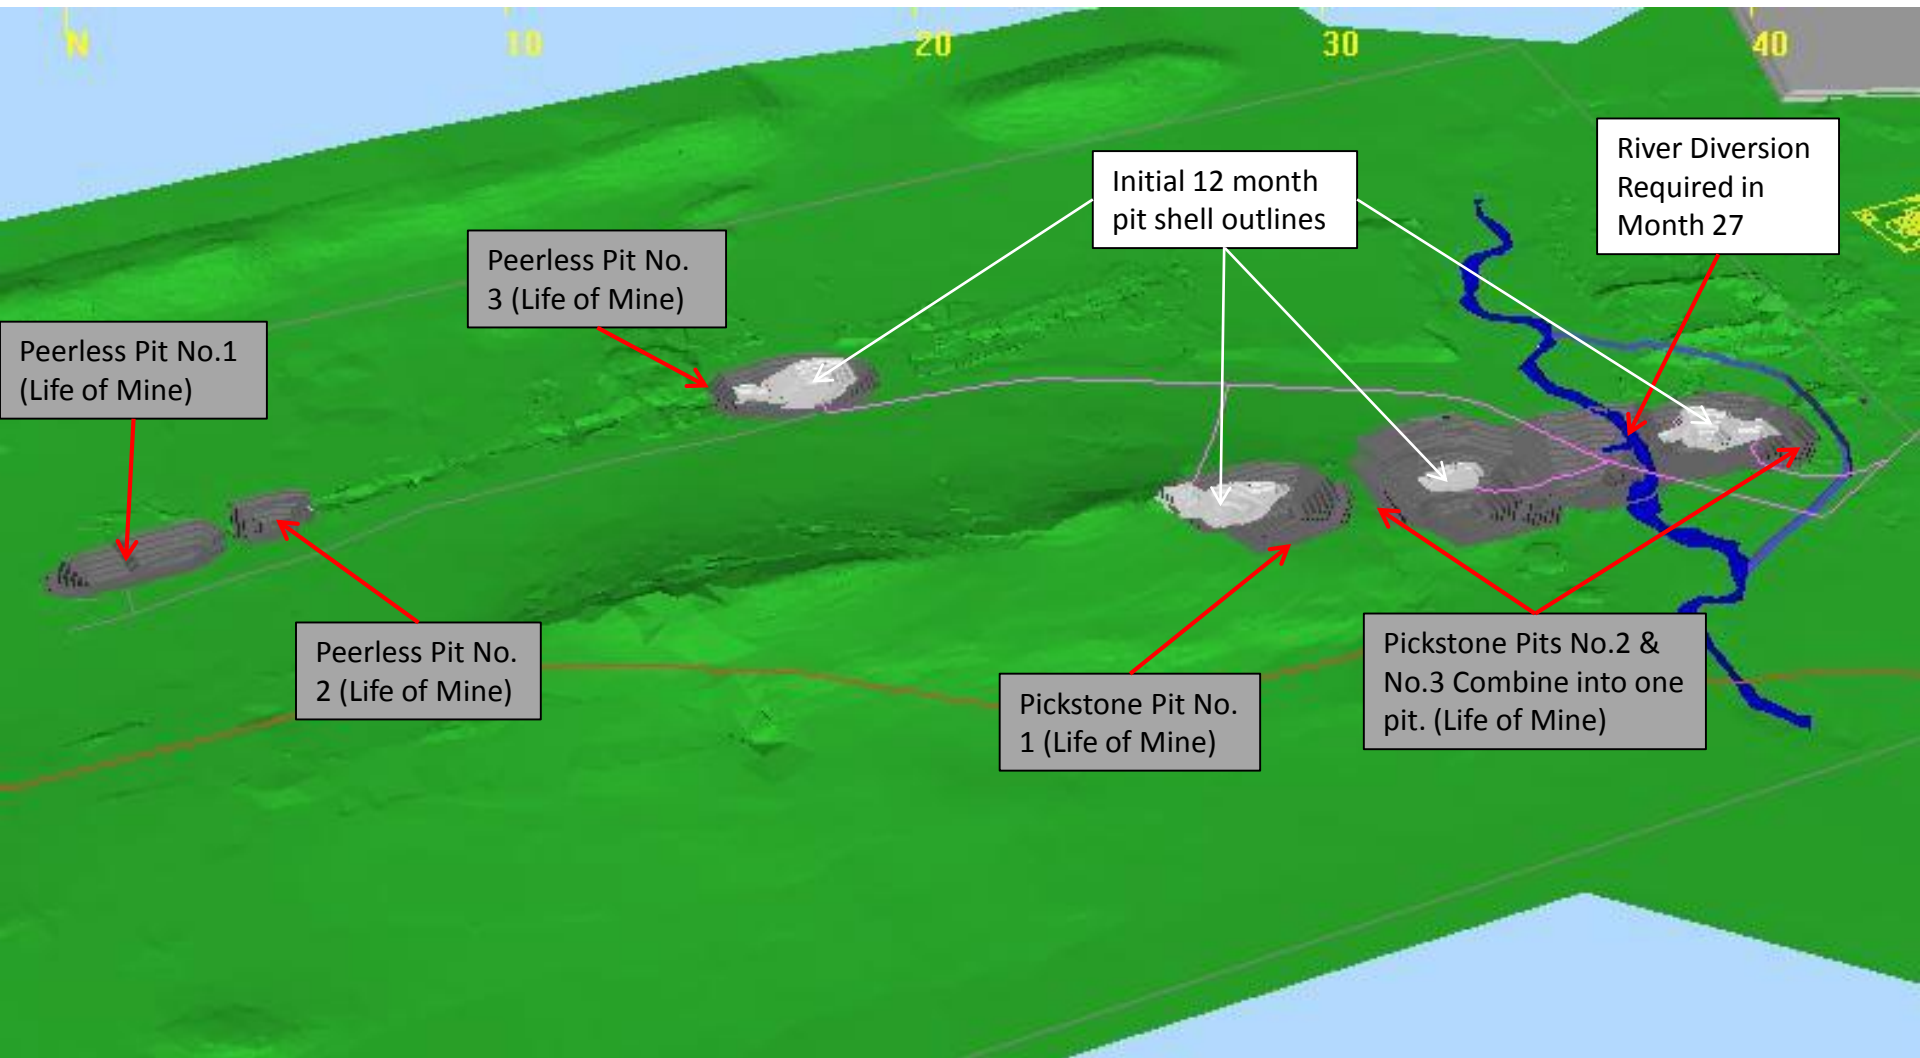 N
10
20
30
40
River Diversion
Required in
Month 27
Initial 12 month
pit shell outlines
Peerless Pit No.
3 (Life of Mine)
Peerless Pit No.1
(Life of Mine)
Peerless Pit No.
2 (Life of Mine)
Pickstone Pit No.
1 (Life of Mine)
Pickstone Pits No.2 &
No.3 Combine into one
pit. (Life of Mine)